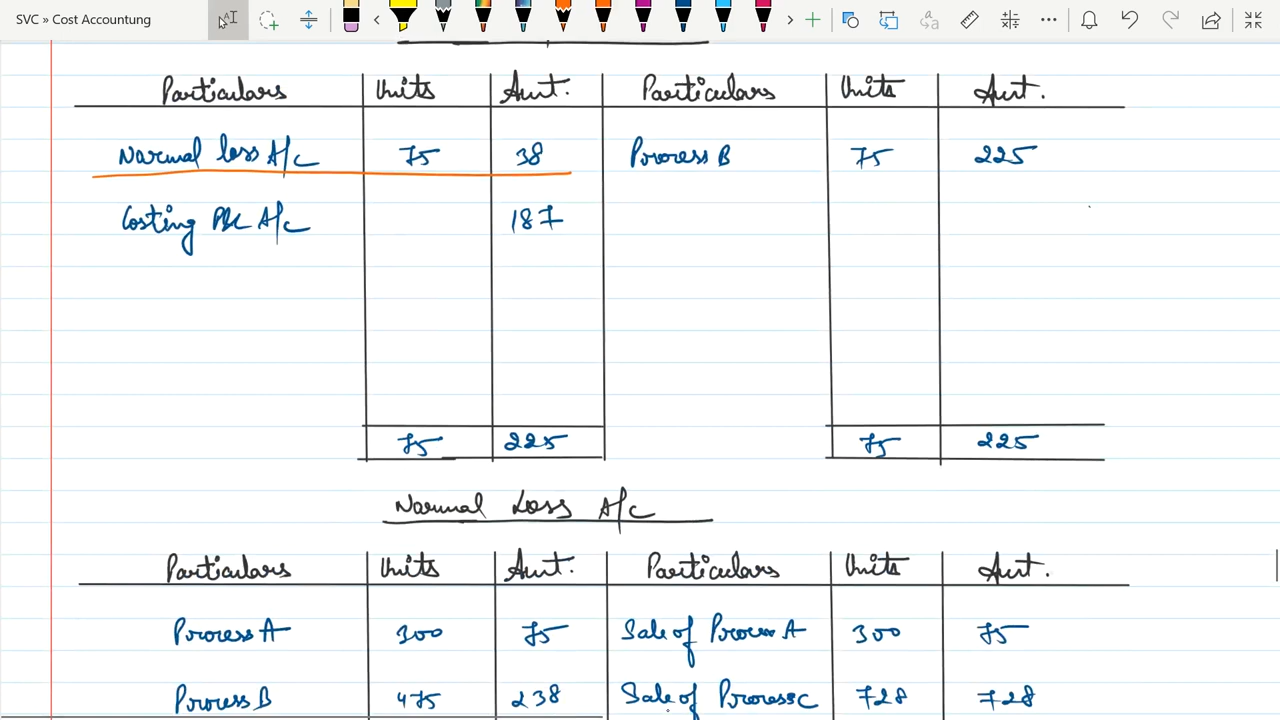 SVC » Cost Accountung
Particulars Units Amt. Particulars Units Amt.
Normal loss A/c 75 38 Process B 75 225
Costing P&L A/c 187
75 225 75 225
Normal Loss A/c
Particulars Units Amt. Particulars Units Amt.
Process A 300 75 Sale of Process A 300 75
Process B 475 238 Sale of Process C 728 728